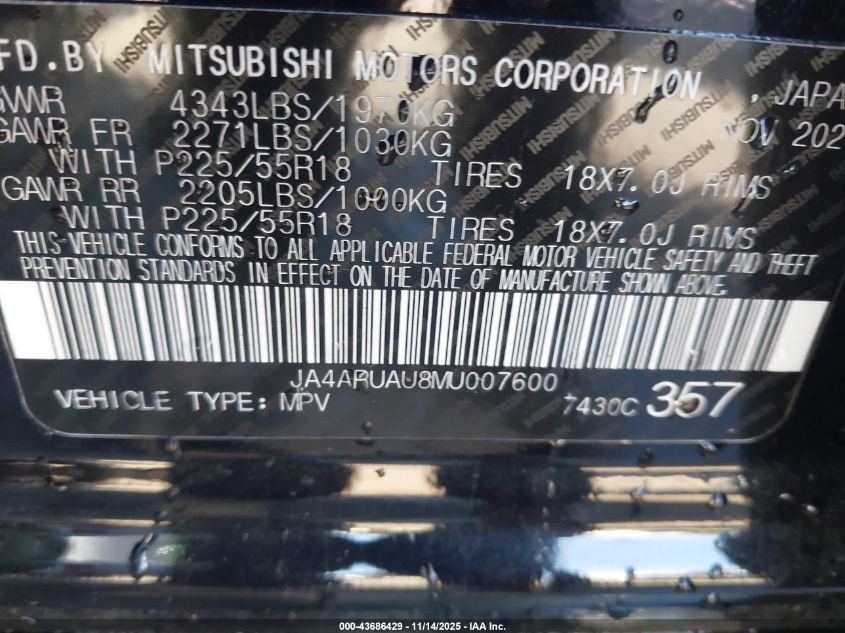 FD. BY MITSUBISHI MOTORS CORPORATION , JAPA
GVWR 4343LBS/1970KG NOV 202
GAWR FR 2271LBS/1030KG
WITH P225/55R18 TIRES 18X7.0J RIMS
GAWR RR 2205LBS/1000KG
WITH P225/55R18 TIRES 18X7.0J RIMS
THIS VEHICLE CONFORMS TO ALL APPLICABLE FEDERAL MOTOR VEHICLE SAFETY AND THEFT
PREVENTION STANDARDS IN EFFECT ON THE DATE OF MANUFACTURE SHOWN ABOVE.
JA4ARUAU8MU007600
VEHICLE TYPE: MPV 7430C 357
000-43686429 - 11/14/2025 - IAA Inc.